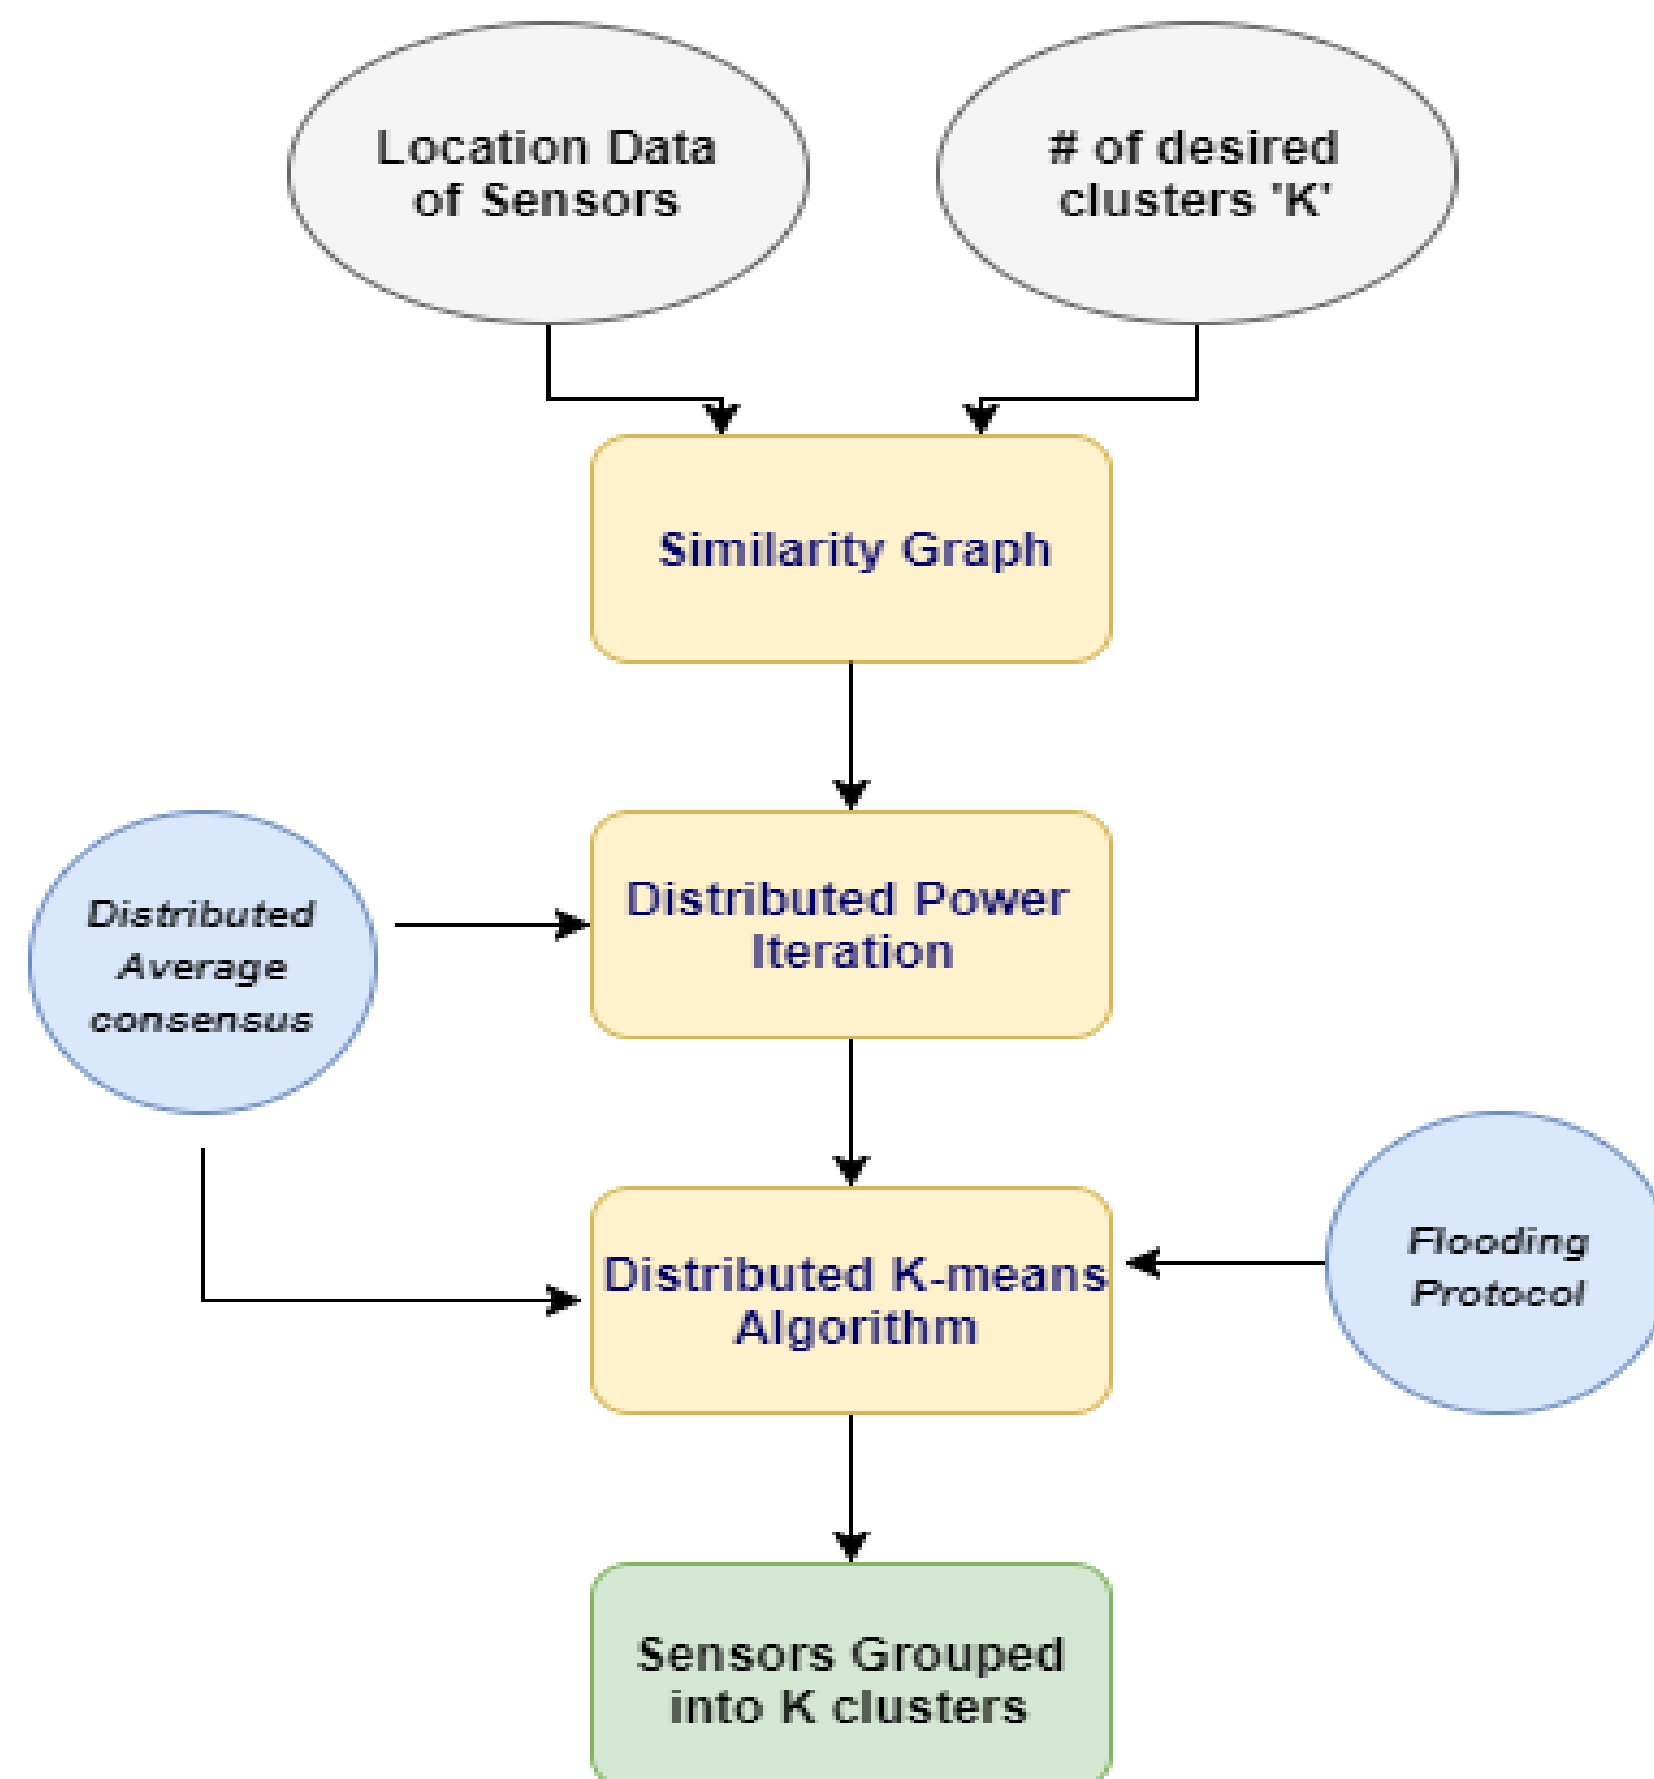 Location Data
of Sensors
# of desired
clusters 'K'
Similarity Graph
Distributed Power
Iteration
Distributed
Average
consensus
Distributed K-means
Algorithm
Flooding
Protocol
Sensors Grouped
into K clusters